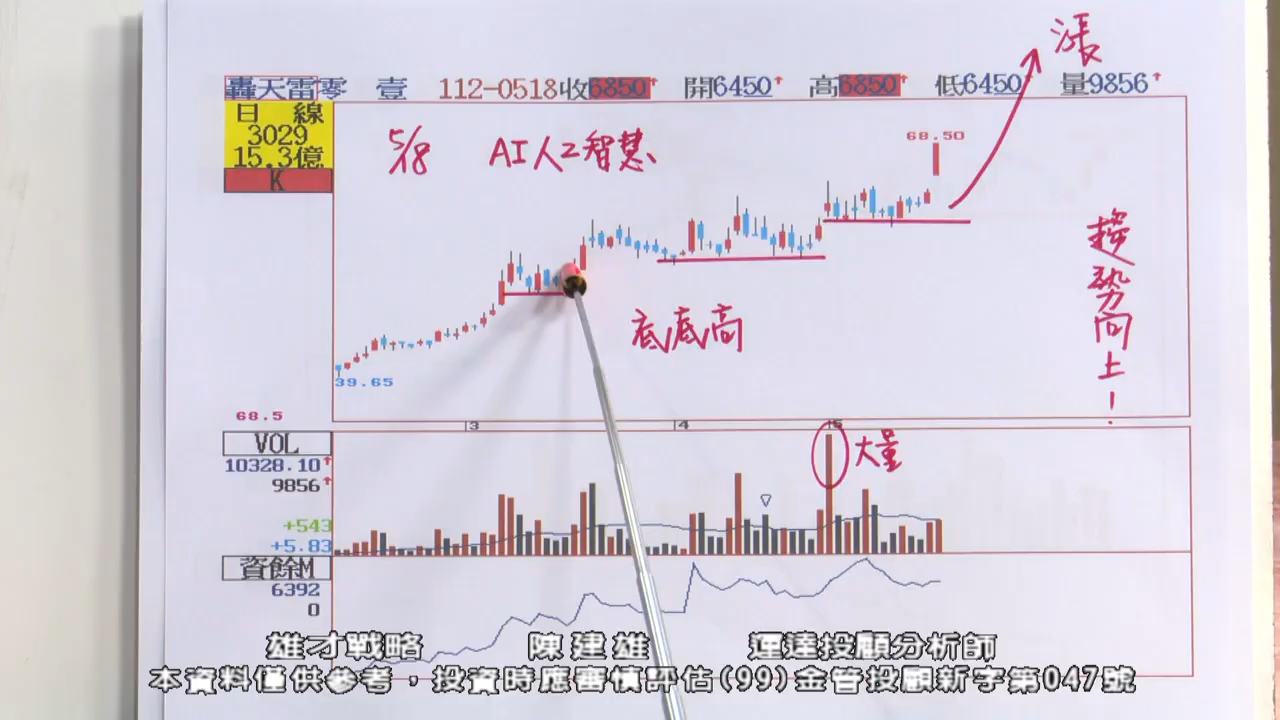 漲
轟天雷零 壹 112-0518收6850↑ 開6450↑ 高6850↑ 低6450↑ 量9856↑
日 線
3029
15.3億
K
5/18 AI人工智慧
68.50
趨勢向上！
底底高
39.65
68.5
3 4 5
VOL
10328.10↑
9856↑
大量
+543
+5.83
資餘M
6392
0
雄才戰略 陳建雄 運達投顧分析師
本資料僅供參考，投資時應審慎評估(99)金管投顧新字第047號